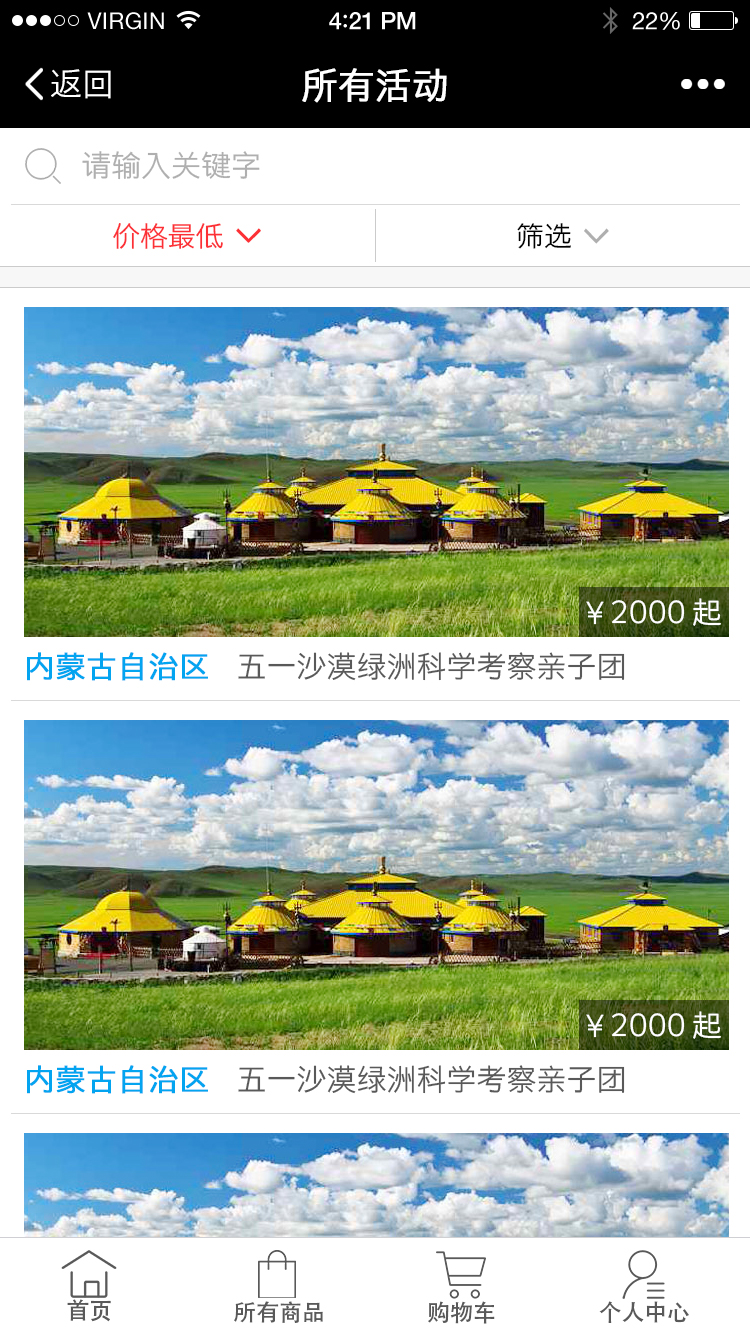 VIRGIN 4:21 PM 22%
返回 所有活动
请输入关键字
价格最低 筛选
¥2000 起
内蒙古自治区 五一沙漠绿洲科学考察亲子团
¥2000 起
内蒙古自治区 五一沙漠绿洲科学考察亲子团
首页 所有商品 购物车 个人中心